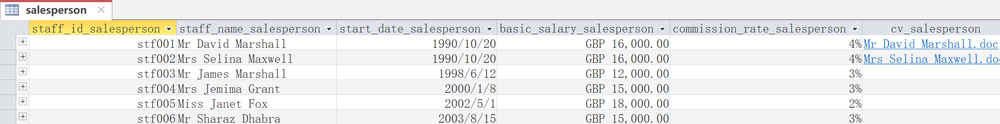 salesperson
staff_id_salesperson staff_name_salesperson start_date_salesperson basic_salary_salesperson commission_rate_salesperson cv_salesperson
stf001 Mr David Marshall 1990/10/20 GBP 16,000.00 4% Mr David Marshall.doc
stf002 Mrs Selina Maxwell 1990/10/20 GBP 16,000.00 4% Mrs Selina Maxwell.do
stf003 Mr James Marshall 1998/6/12 GBP 12,000.00 3%
stf004 Mrs Jemima Grant 2000/1/8 GBP 15,000.00 3%
stf005 Miss Janet Fox 2002/5/1 GBP 18,000.00 2%
stf006 Mr Sharaz Dhabra 2003/8/15 GBP 15,000.00 3%